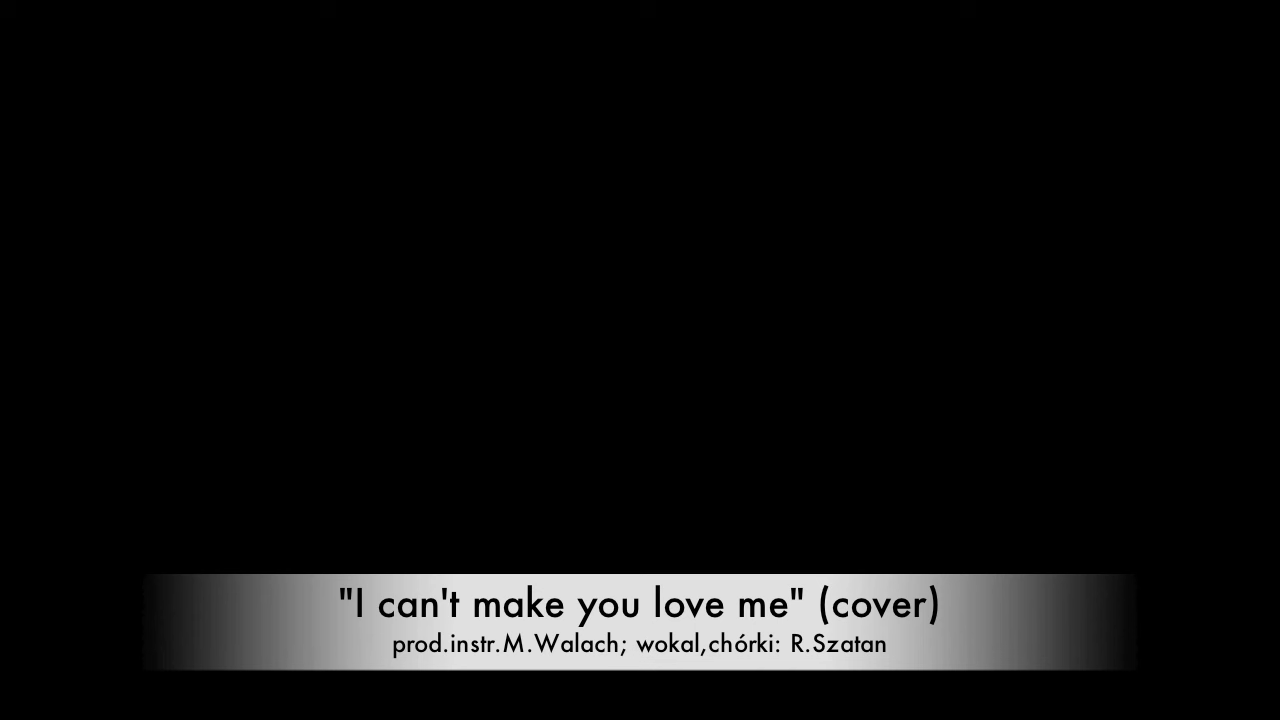 "I can't make you love me" (cover)
prod.instr.M.Walach; wokal,chórki: R.Szatan